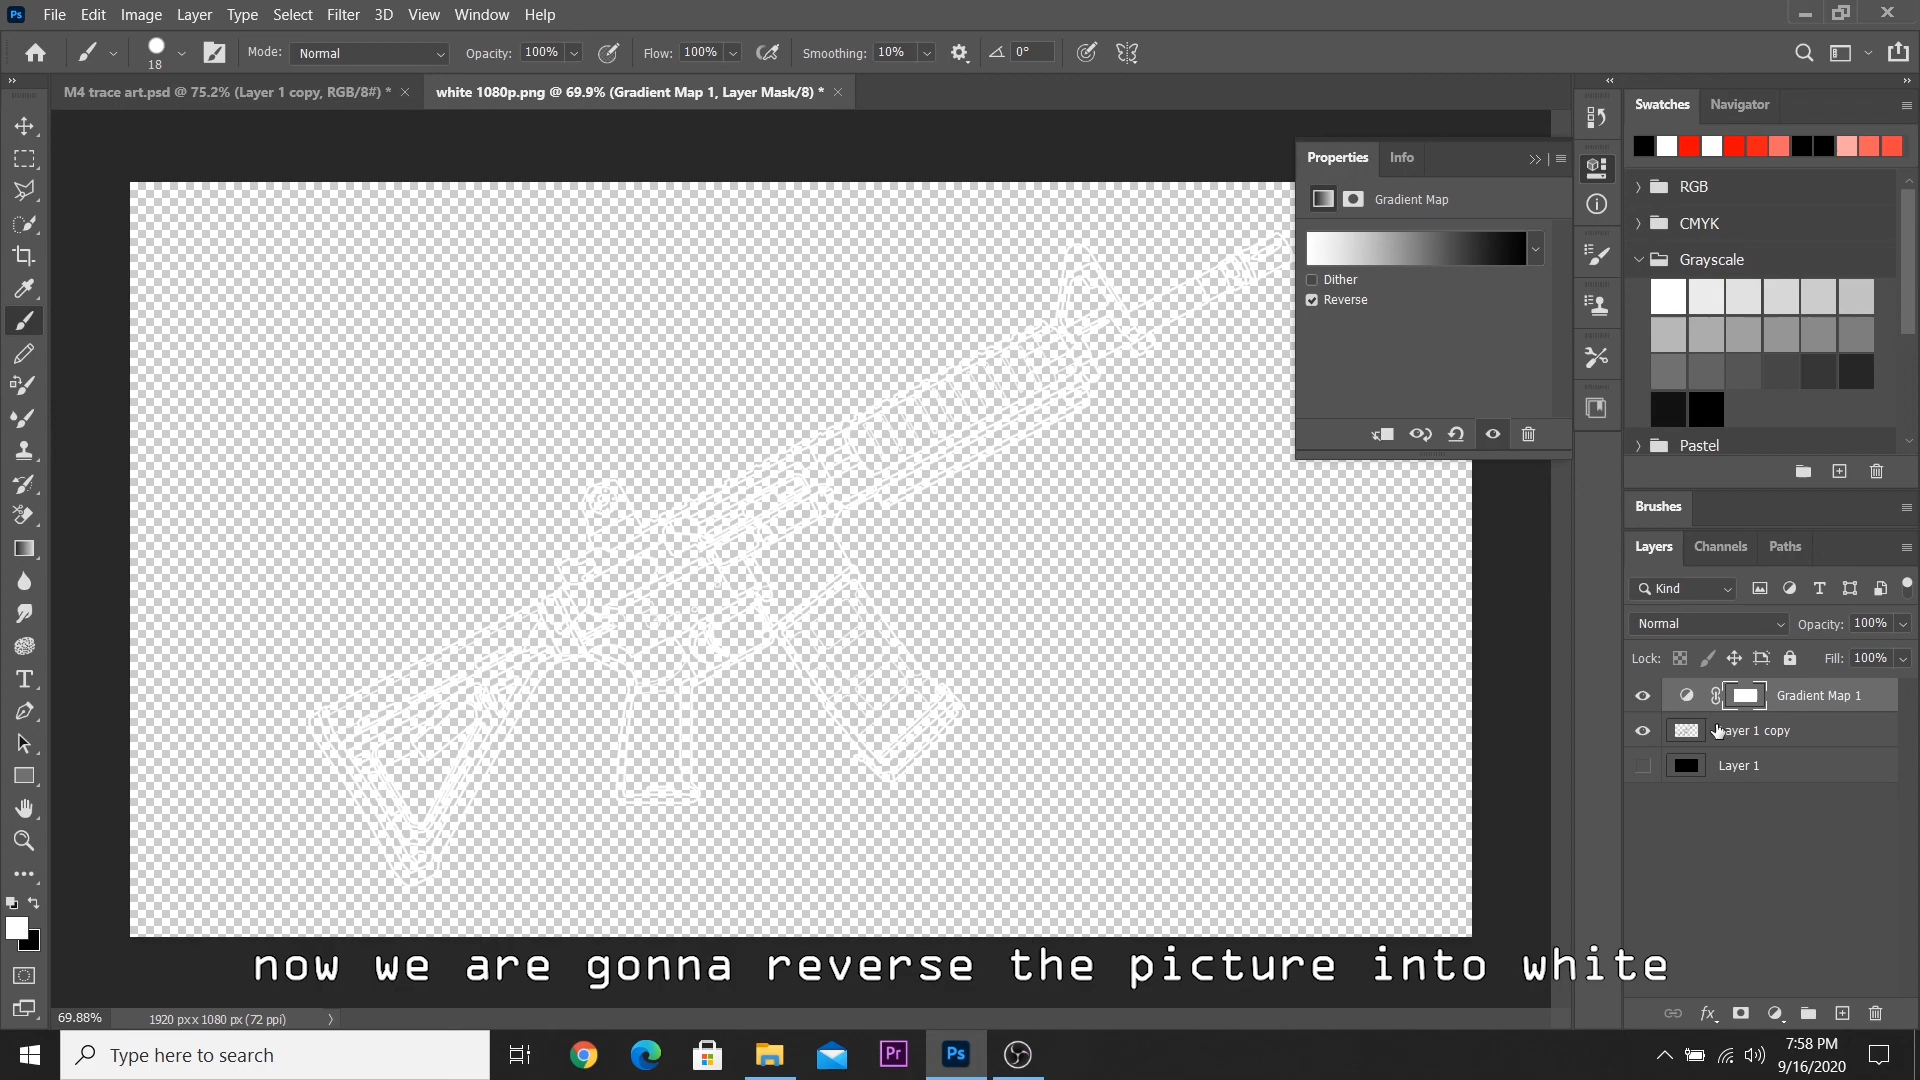 Ps File Edit Image Layer Type Select Filter 3D View Window Help
18 Mode: Normal Opacity: 100% Flow: 100% Smoothing: 10% 0°
M4 trace art.psd @ 75.2% (Layer 1 copy, RGB/8#) * ×
white 1080p.png @ 69.9% (Gradient Map 1, Layer Mask/8) * ×
Swatches Navigator
Properties Info
Gradient Map
Dither
Reverse
RGB
CMYK
Grayscale
Pastel
Brushes
Layers Channels Paths
Kind
Normal Opacity: 100%
Lock: Fill: 100%
Gradient Map 1
Layer 1 copy
Layer 1
now we are gonna reverse the picture into white
69.88% 1920 px x 1080 px (72 ppi)
Type here to search
Pr
Ps
7:58 PM
9/16/2020